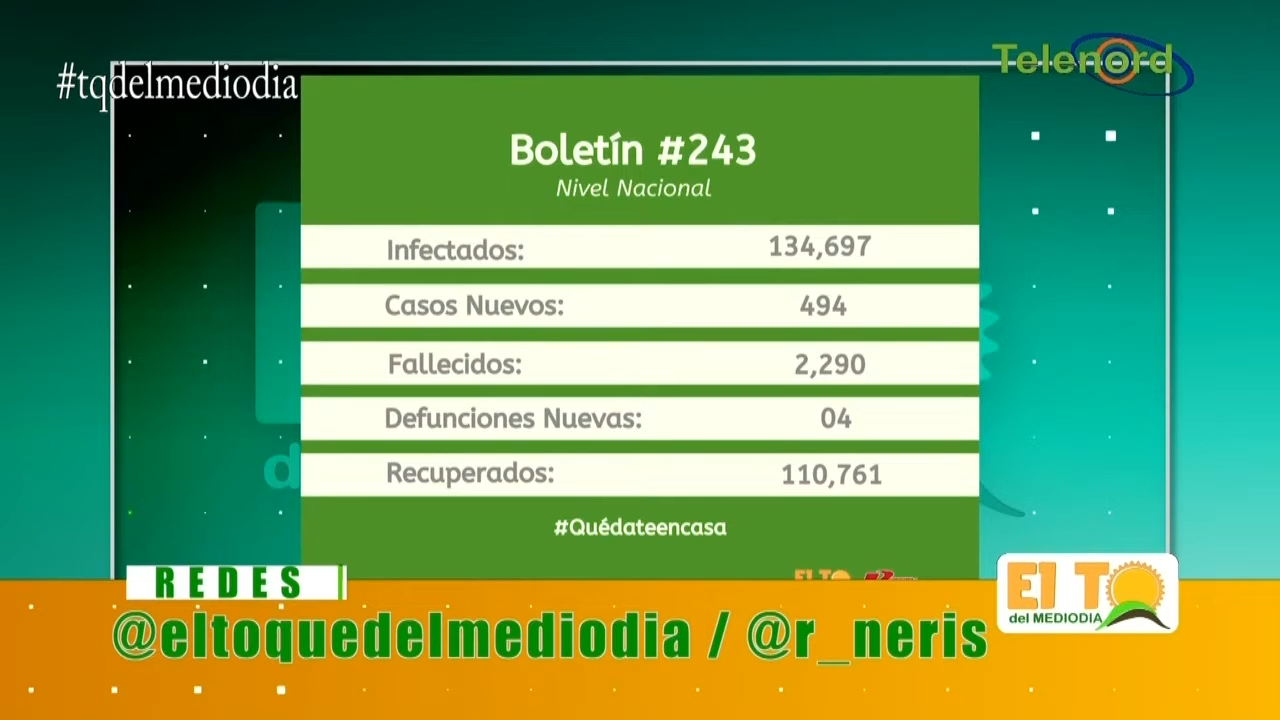 #tqdelmediodia
Telenord
Boletín #243
Nivel Nacional
Infectados: 134,697
Casos Nuevos: 494
Fallecidos: 2,290
Defunciones Nuevas: 04
Recuperados: 110,761
#Quédateencasa
REDES
@eltoquedelmediodia / @r_neris
El T
del MEDIODIA